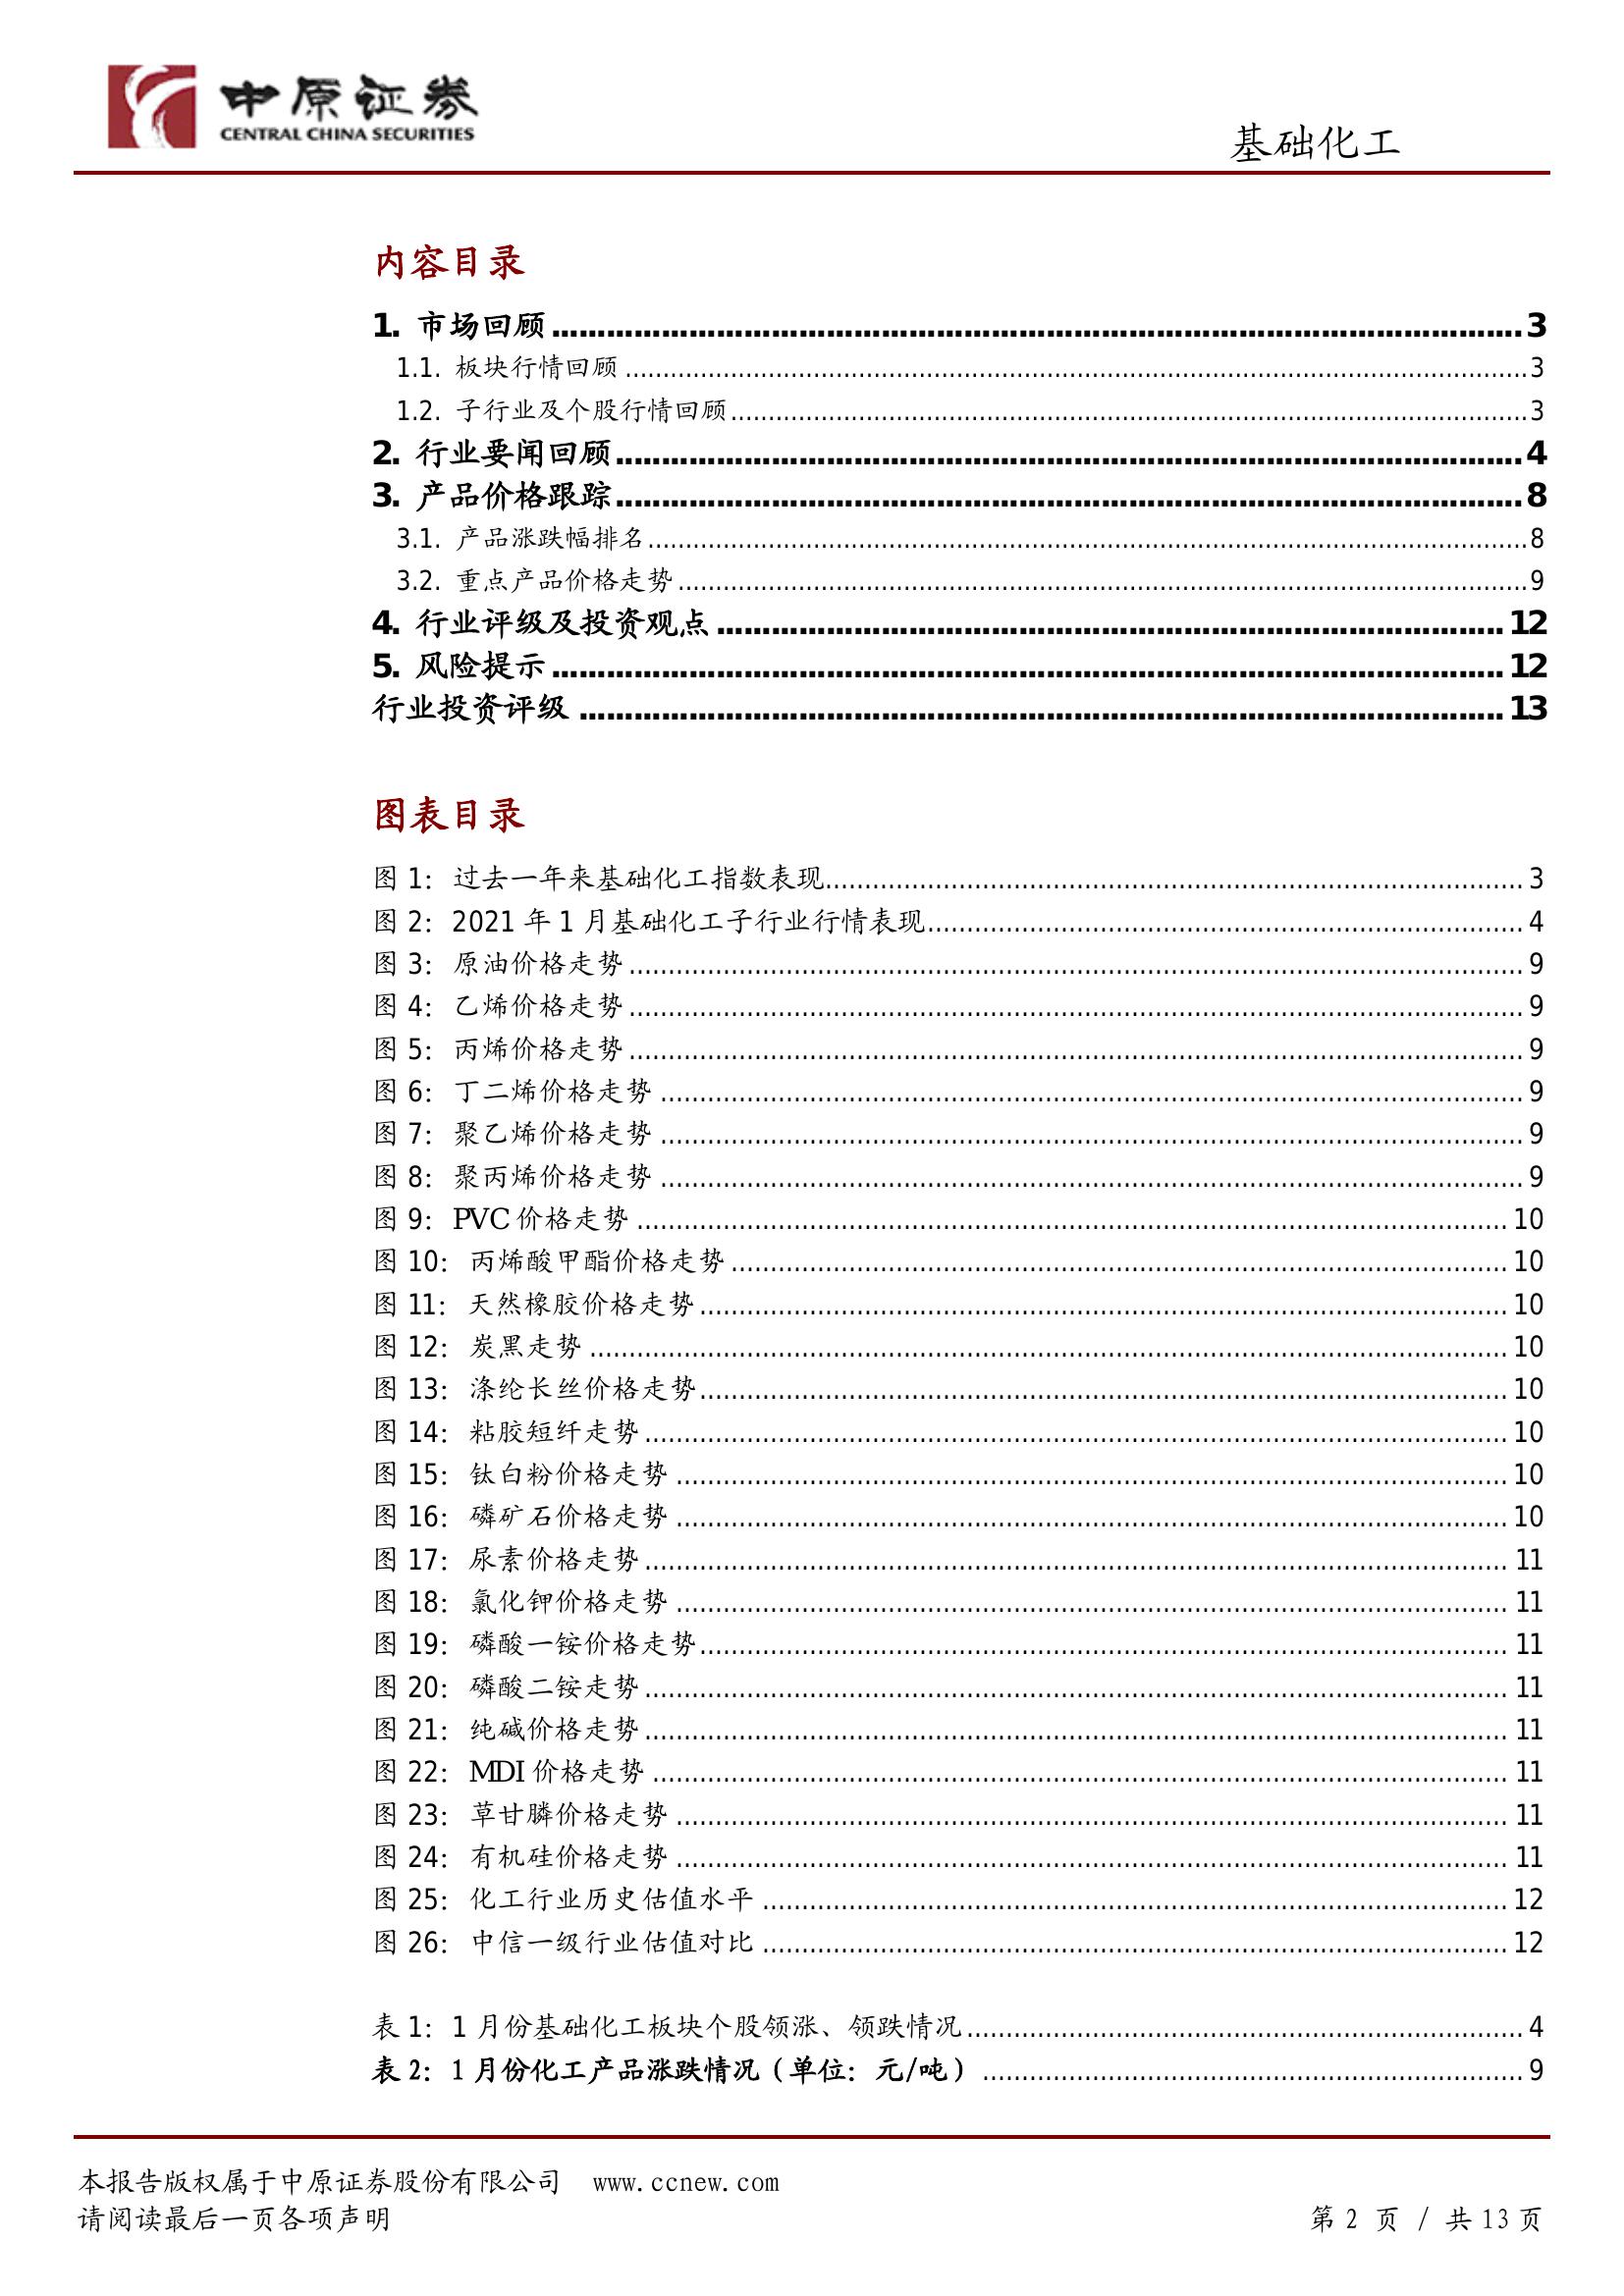 中原证券
CENTRAL CHINA SECURITIES
基础化工
内容目录
1. 市场回顾 3
1.1. 板块行情回顾 3
1.2. 子行业及个股行情回顾 3
2. 行业要闻回顾 4
3. 产品价格跟踪 8
3.1. 产品涨跌幅排名 8
3.2. 重点产品价格走势 9
4. 行业评级及投资观点 12
5. 风险提示 12
行业投资评级 13
图表目录
图 1：过去一年来基础化工指数表现 3
图 2：2021 年 1 月基础化工子行业行情表现 4
图 3：原油价格走势 9
图 4：乙烯价格走势 9
图 5：丙烯价格走势 9
图 6：丁二烯价格走势 9
图 7：聚乙烯价格走势 9
图 8：聚丙烯价格走势 9
图 9：PVC 价格走势 10
图 10：丙烯酸甲酯价格走势 10
图 11：天然橡胶价格走势 10
图 12：炭黑走势 10
图 13：涤纶长丝价格走势 10
图 14：粘胶短纤走势 10
图 15：钛白粉价格走势 10
图 16：磷矿石价格走势 10
图 17：尿素价格走势 11
图 18：氯化钾价格走势 11
图 19：磷酸一铵价格走势 11
图 20：磷酸二铵走势 11
图 21：纯碱价格走势 11
图 22：MDI 价格走势 11
图 23：草甘膦价格走势 11
图 24：有机硅价格走势 11
图 25：化工行业历史估值水平 12
图 26：中信一级行业估值对比 12
表 1：1 月份基础化工板块个股领涨、领跌情况 4
表 2：1 月份化工产品涨跌情况（单位：元/吨） 9
本报告版权属于中原证券股份有限公司 www.ccnew.com
请阅读最后一页各项声明
第 2 页 / 共 13 页